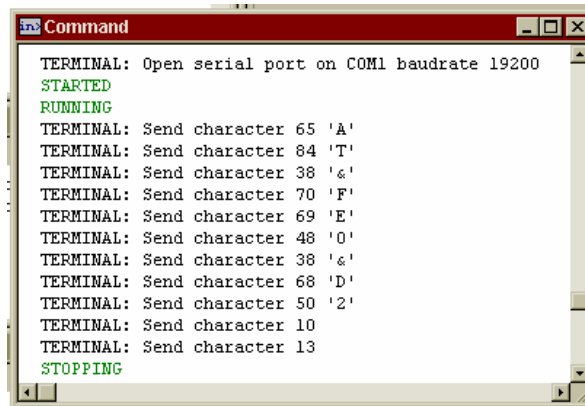 in> Command
TERMINAL: Open serial port on COM1 baudrate 19200
STARTED
RUNNING
TERMINAL: Send character 65 'A'
TERMINAL: Send character 84 'T'
TERMINAL: Send character 38 '&'
TERMINAL: Send character 70 'F'
TERMINAL: Send character 69 'E'
TERMINAL: Send character 48 '0'
TERMINAL: Send character 38 '&'
TERMINAL: Send character 68 'D'
TERMINAL: Send character 50 '2'
TERMINAL: Send character 10
TERMINAL: Send character 13
STOPPING